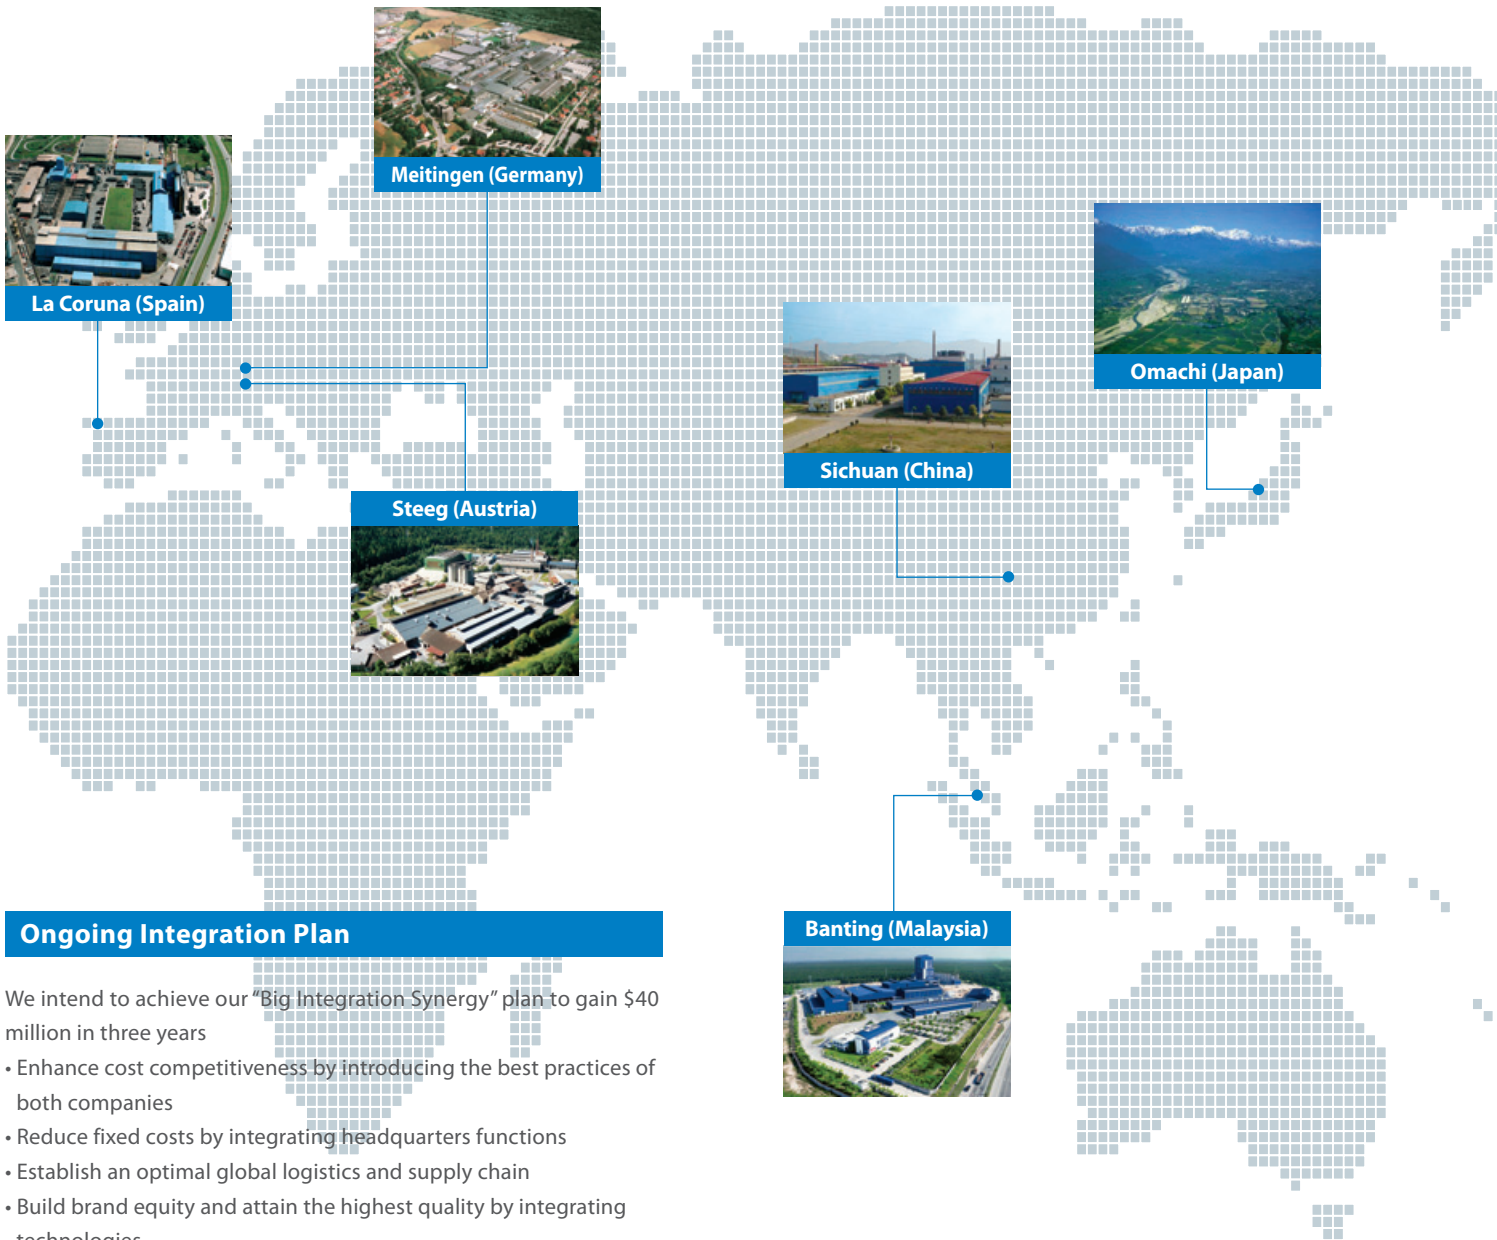 Meitingen (Germany)
La Coruna (Spain)
Omachi (Japan)
Sichuan (China)
Steeg (Austria)
Banting (Malaysia)
Ongoing Integration Plan
We intend to achieve our “Big Integration Synergy” plan to gain $40
million in three years
• Enhance cost competitiveness by introducing the best practices of
both companies
• Reduce fixed costs by integrating headquarters functions
• Establish an optimal global logistics and supply chain
• Build brand equity and attain the highest quality by integrating
technologies